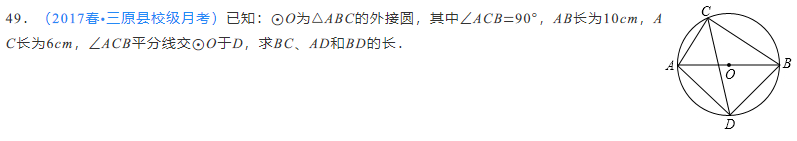 49．（2017春•三原县校级月考）已知：⊙O为△ABC的外接圆，其中∠ACB=90°，AB长为10cm，A
C长为6cm，∠ACB平分线交⊙O于D，求BC、AD和BD的长．
C
A
O
B
D